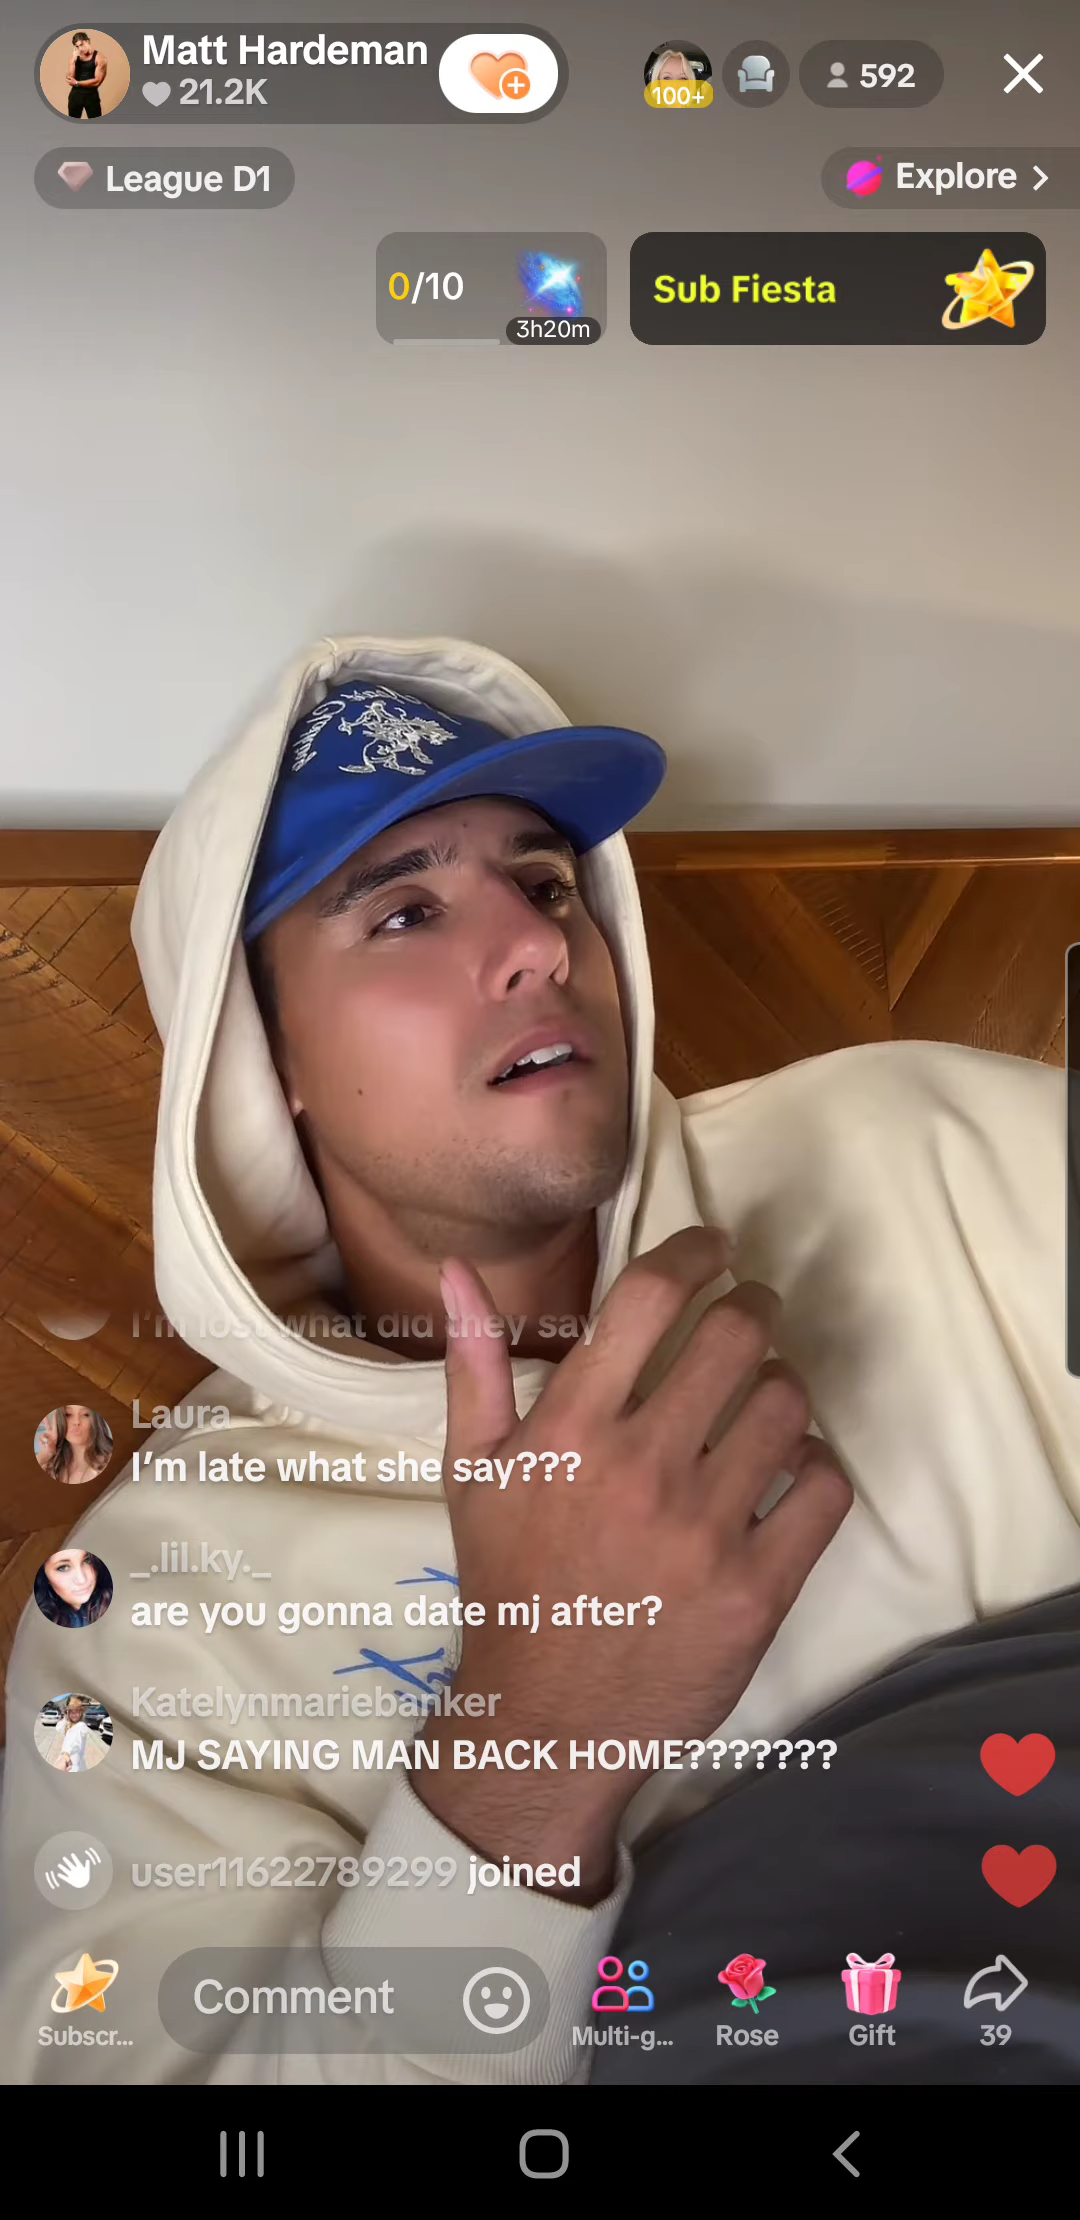 Matt Hardeman
21.2K
100+
592
League D1
Explore
0/10
3h20m
Sub Fiesta
I'm lost what did they say
Laura
I'm late what she say???
_.lil.ky._
are you gonna date mj after?
Katelynmariebanker
MJ SAYING MAN BACK HOME???????
user11622789299 joined
Comment
Subscr...
Multi-g...
Rose
Gift
39